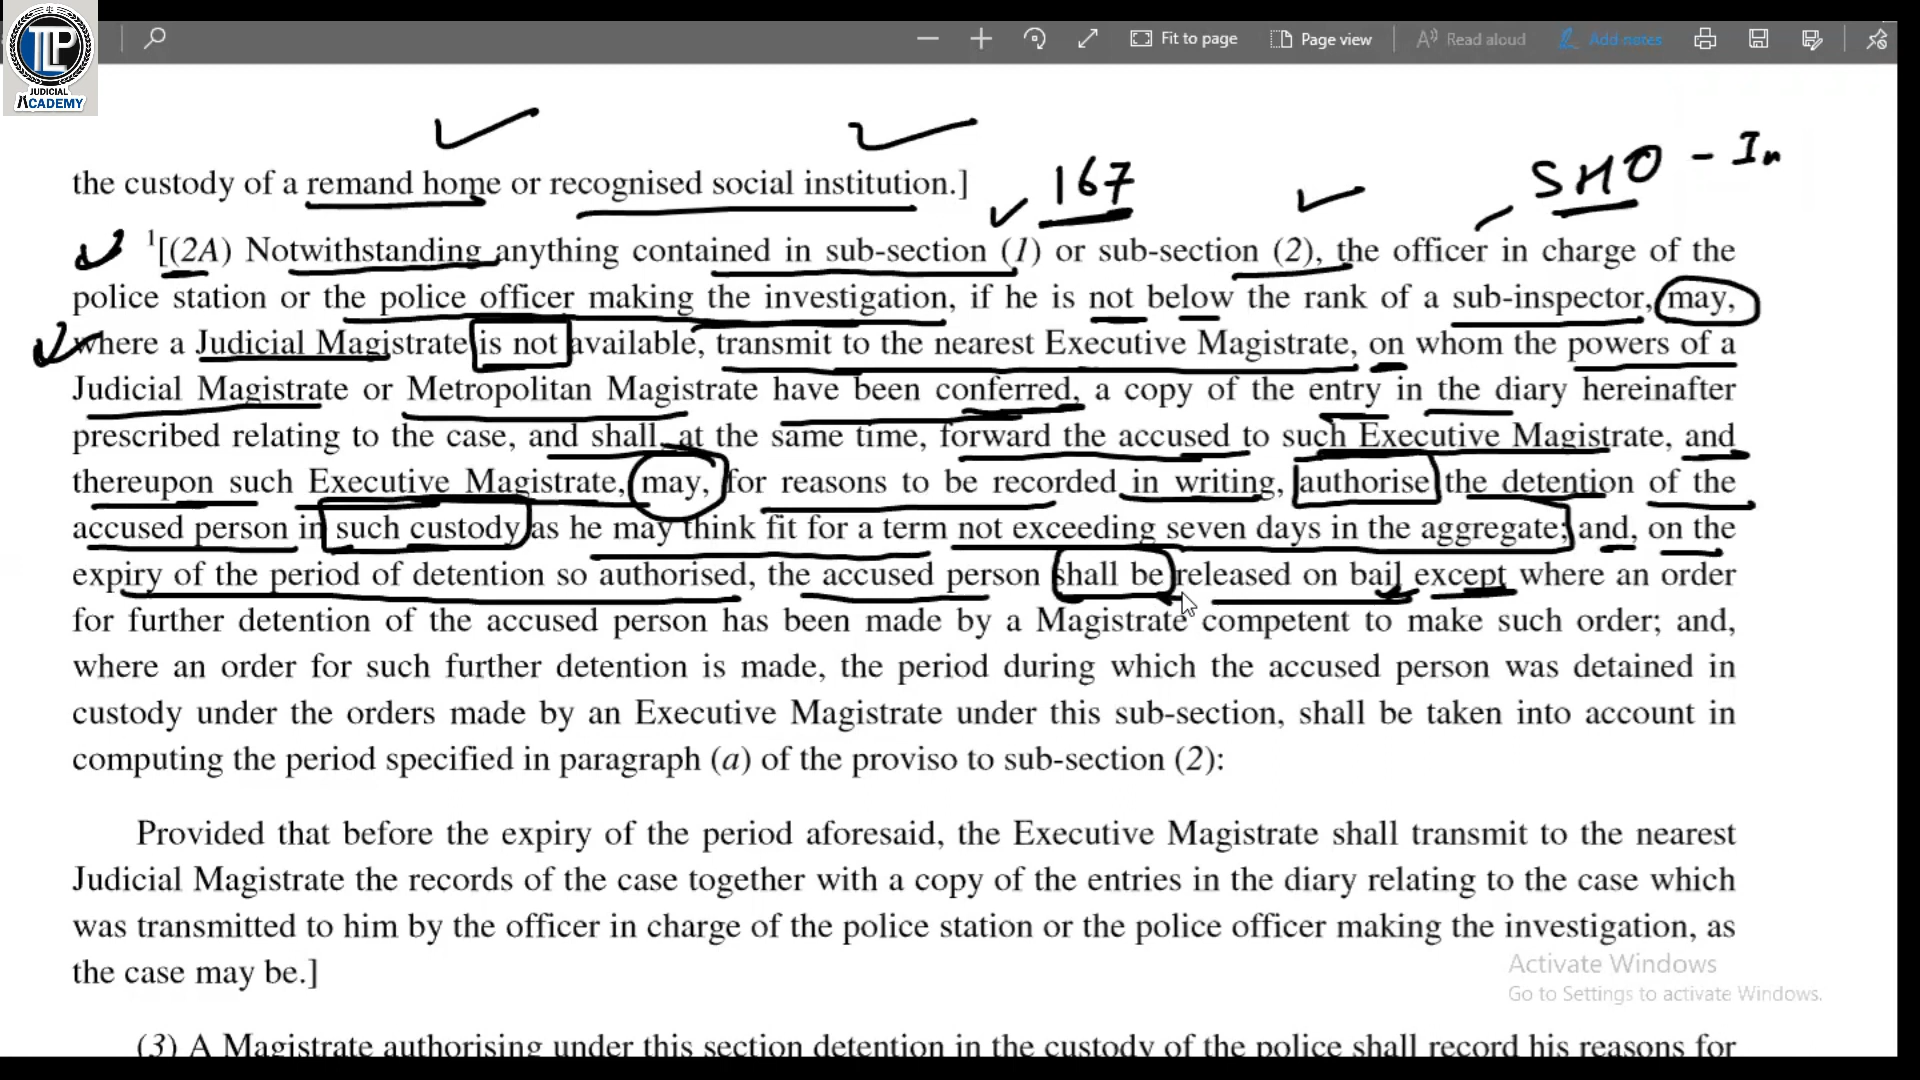 TLP
JUDICIAL
ACADEMY
Fit to page
Page view
Read aloud
Add notes
the custody of a remand home or recognised social institution.]
167
SHO - In
1[(2A) Notwithstanding anything contained in sub-section (1) or sub-section (2), the officer in charge of the
police station or the police officer making the investigation, if he is not below the rank of a sub-inspector, may,
where a Judicial Magistrate is not available, transmit to the nearest Executive Magistrate, on whom the powers of a
Judicial Magistrate or Metropolitan Magistrate have been conferred, a copy of the entry in the diary hereinafter
prescribed relating to the case, and shall, at the same time, forward the accused to such Executive Magistrate, and
thereupon such Executive Magistrate, may, for reasons to be recorded in writing, authorise the detention of the
accused person in such custody as he may think fit for a term not exceeding seven days in the aggregate; and, on the
expiry of the period of detention so authorised, the accused person shall be released on bail except where an order
for further detention of the accused person has been made by a Magistrate competent to make such order; and,
where an order for such further detention is made, the period during which the accused person was detained in
custody under the orders made by an Executive Magistrate under this sub-section, shall be taken into account in
computing the period specified in paragraph (a) of the proviso to sub-section (2):
Provided that before the expiry of the period aforesaid, the Executive Magistrate shall transmit to the nearest
Judicial Magistrate the records of the case together with a copy of the entries in the diary relating to the case which
was transmitted to him by the officer in charge of the police station or the police officer making the investigation, as
the case may be.]
Activate Windows
Go to Settings to activate Windows.
(3) A Magistrate authorising under this section detention in the custody of the police shall record his reasons for